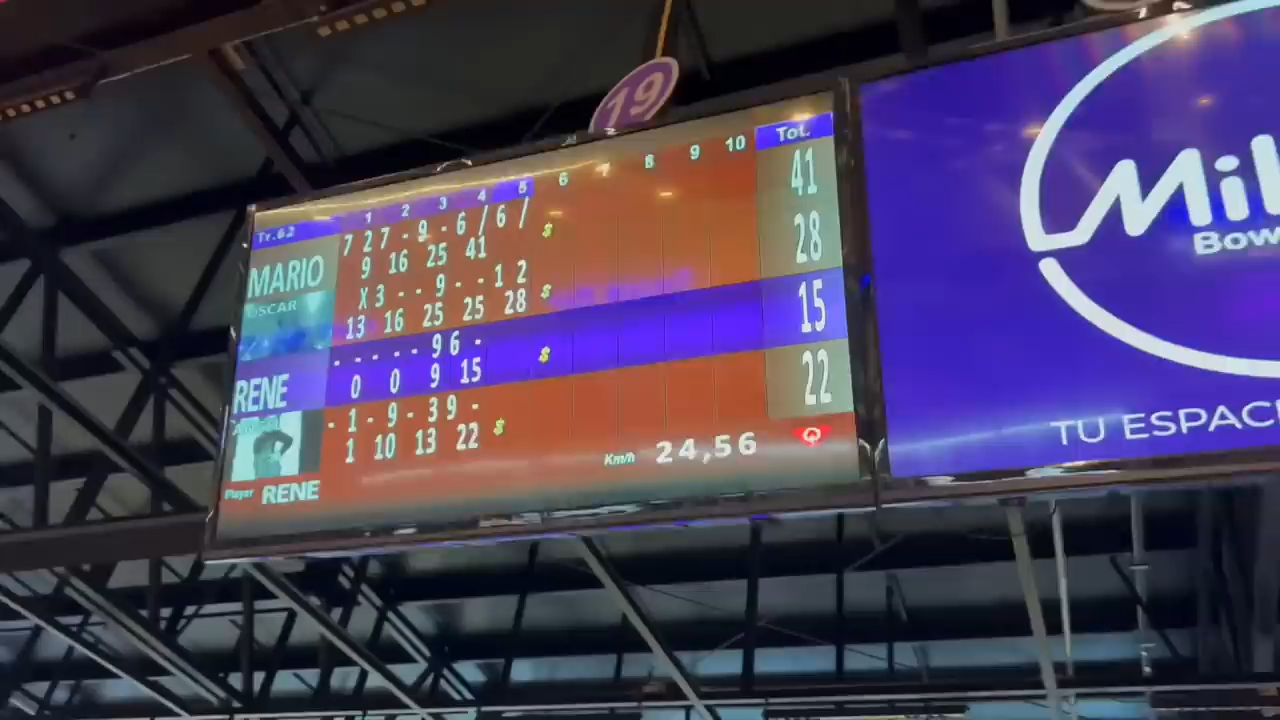 19
1 2 3 4 5 6 7 8 9 10 Tot.
Tr.62
7 2 7 - 9 - 6 / 6 / $
MARIO 9 16 25 41 41
X 3 - - 9 - - 1 2 $
OSCAR 13 16 25 25 28 28
- - - - - 9 6 - $
RENE 0 0 9 15 15
- 1 - 9 - 3 9 - $
1 10 13 22 22
Km/h 24,56
Player RENE
Mil
Bow
TU ESPACI